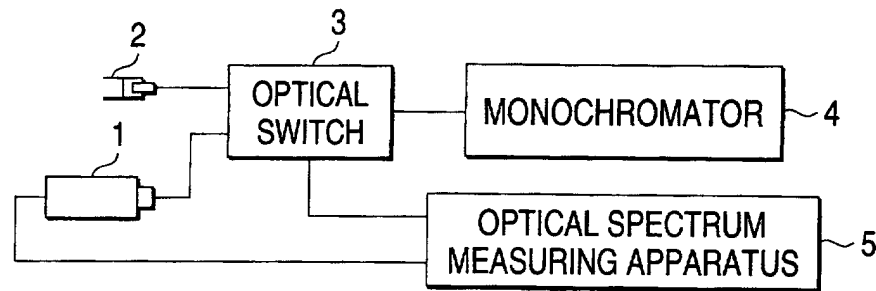 2
3
OPTICAL
SWITCH
MONOCHROMATOR
4
1
OPTICAL SPECTRUM
MEASURING APPARATUS
5